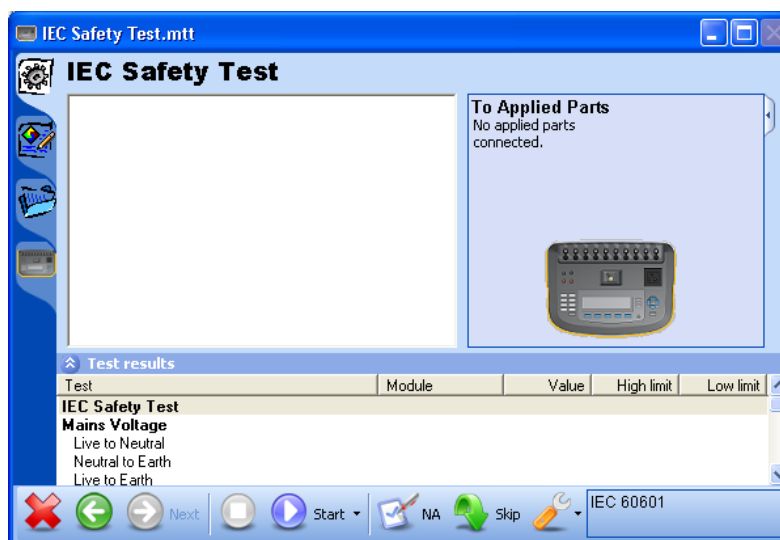 IEC Safety Test.mtt
IEC Safety Test
To Applied Parts
No applied parts
connected.
Test results
Test Module Value High limit Low limit
IEC Safety Test
Mains Voltage
Live to Neutral
Neutral to Earth
Live to Earth
Next Start NA Skip IEC 60601